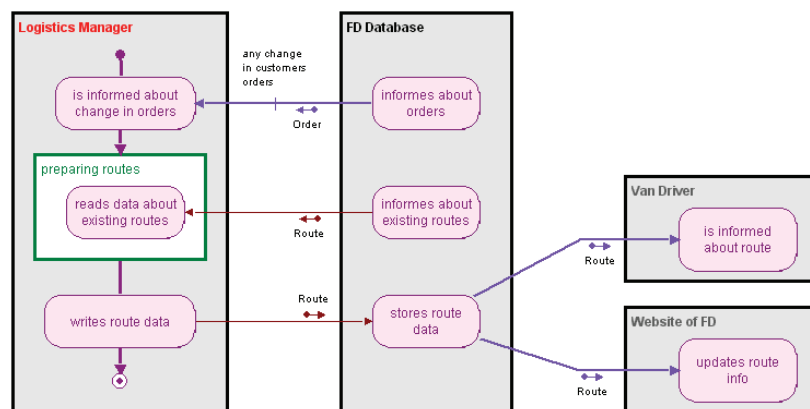 Logistics Manager
FD Database
any change
in customers
orders
is informed about
change in orders
informes about
orders
Order
preparing routes
reads data about
existing routes
informes about
existing routes
Route
Van Driver
is informed
about route
Route
writes route data
Route
stores route
data
Website of FD
updates route
info
Route